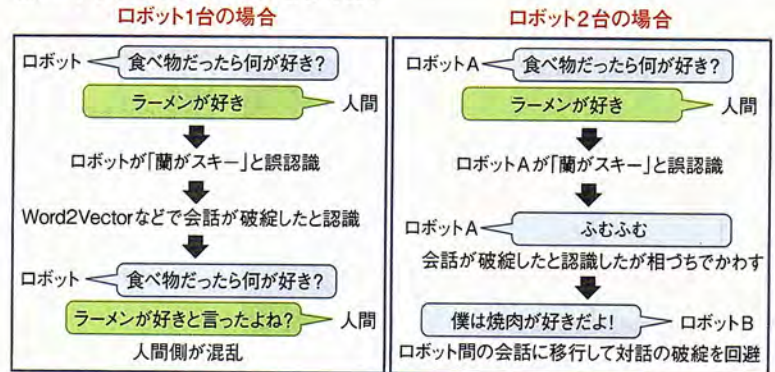 ロボット1台の場合
ロボット
食べ物だったら何が好き?
ラーメンが好き
人間
ロボットが「蘭がスキー」と誤認識
Word2Vectorなどで会話が破綻したと認識
ロボット
食べ物だったら何が好き?
ラーメンが好きと言ったよね?
人間
人間側が混乱
ロボット2台の場合
ロボットA
食べ物だったら何が好き?
ラーメンが好き
人間
ロボットAが「蘭がスキー」と誤認識
ロボットA
ふむふむ
会話が破綻したと認識したが相づちでかわす
僕は焼肉が好きだよ!
ロボットB
ロボット間の会話に移行して対話の破綻を回避